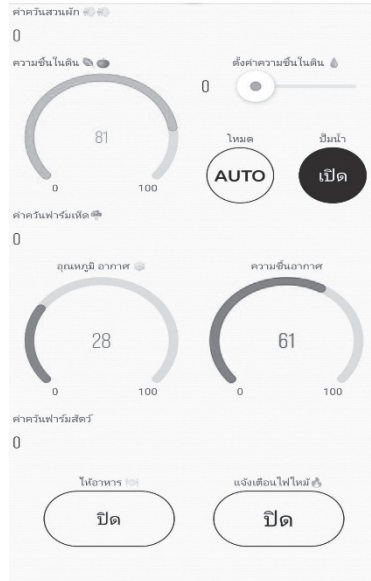 ค่าควันสวนผัก
0
ความชื้นในดิน
ตั้งค่าความชื้นในดิน
0
81
0 100
โหมด
ปั๊มน้ำ
AUTO
เปิด
ค่าควันฟาร์มเห็ด
0
อุณหภูมิ อากาศ
ความชื้นอากาศ
28
61
0 100
0 100
ค่าควันฟาร์มสัตว์
0
ให้อาหาร
แจ้งเตือนไฟไหม้
ปิด
ปิด